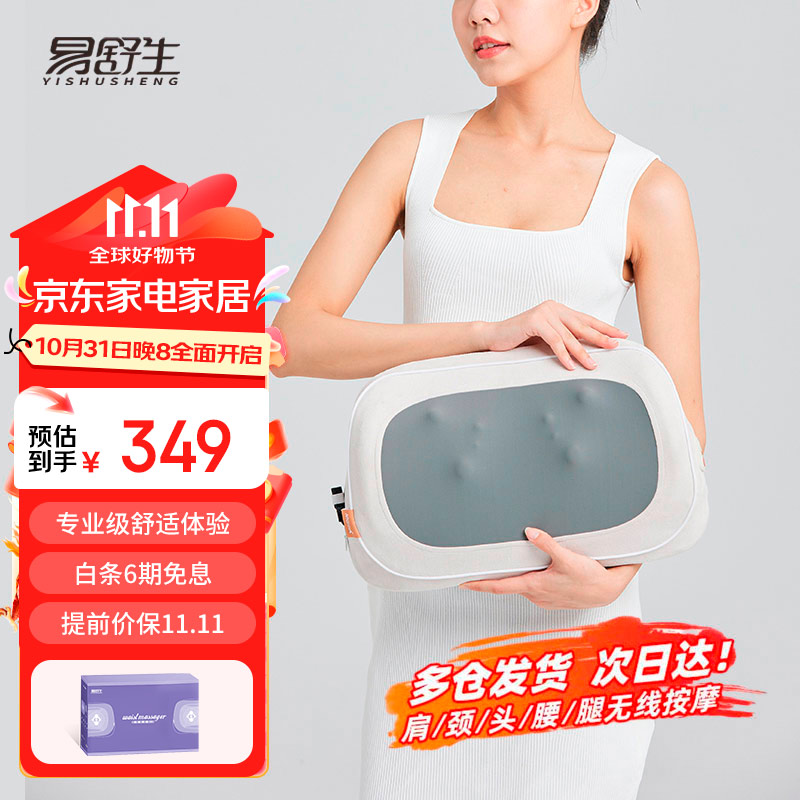 易舒生
YISHUSHENG
11.11
全球好物节
京东家电家居
10月31日晚8全面开启
预估
到手 ¥ 349
专业级舒适体验
白条6期免息
提前价保11.11
易舒生
waist massager
多仓发货 次日达!
肩/颈/头/腰/腿无线按摩